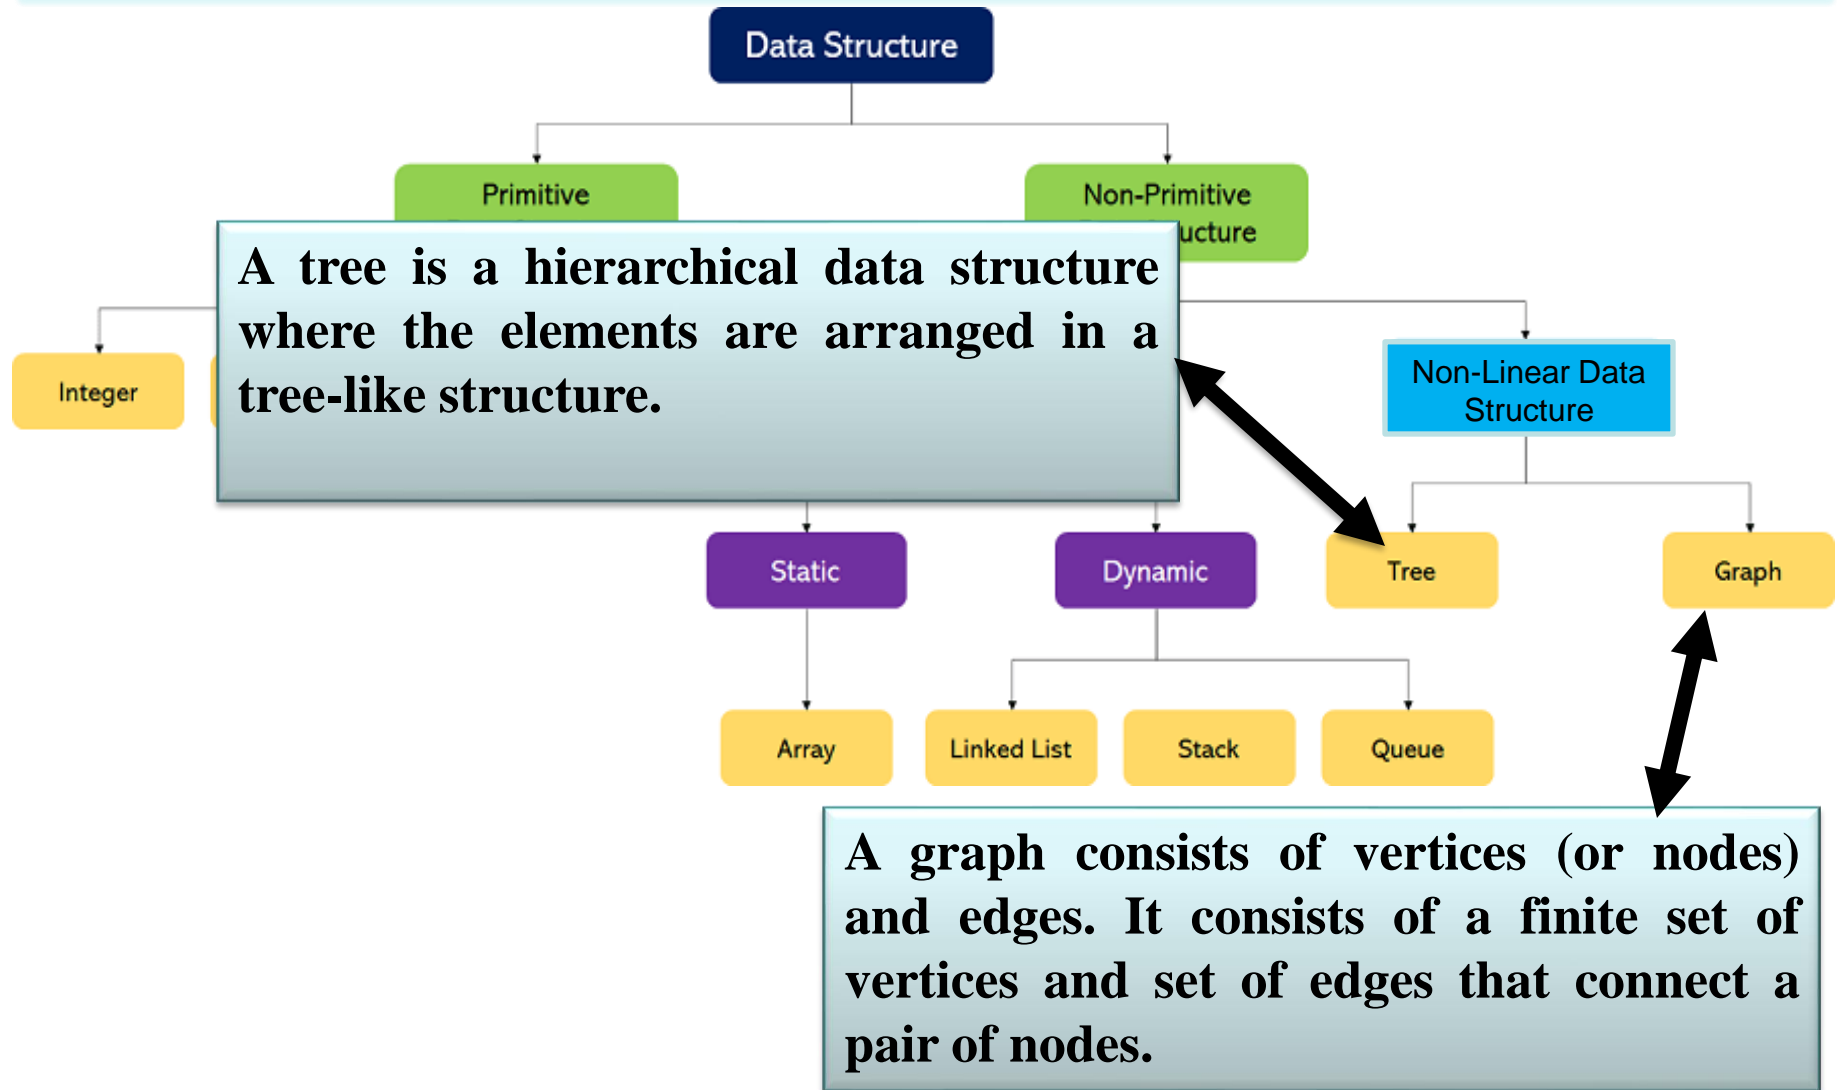 Data Structure
Primitive
Non-Primitive
ucture
A tree is a hierarchical data structure
where the elements are arranged in a
tree-like structure.
Integer
Non-Linear Data
Structure
Static
Dynamic
Tree
Graph
Array
Linked List
Stack
Queue
A graph consists of vertices (or nodes)
and edges. It consists of a finite set of
vertices and set of edges that connect a
pair of nodes.